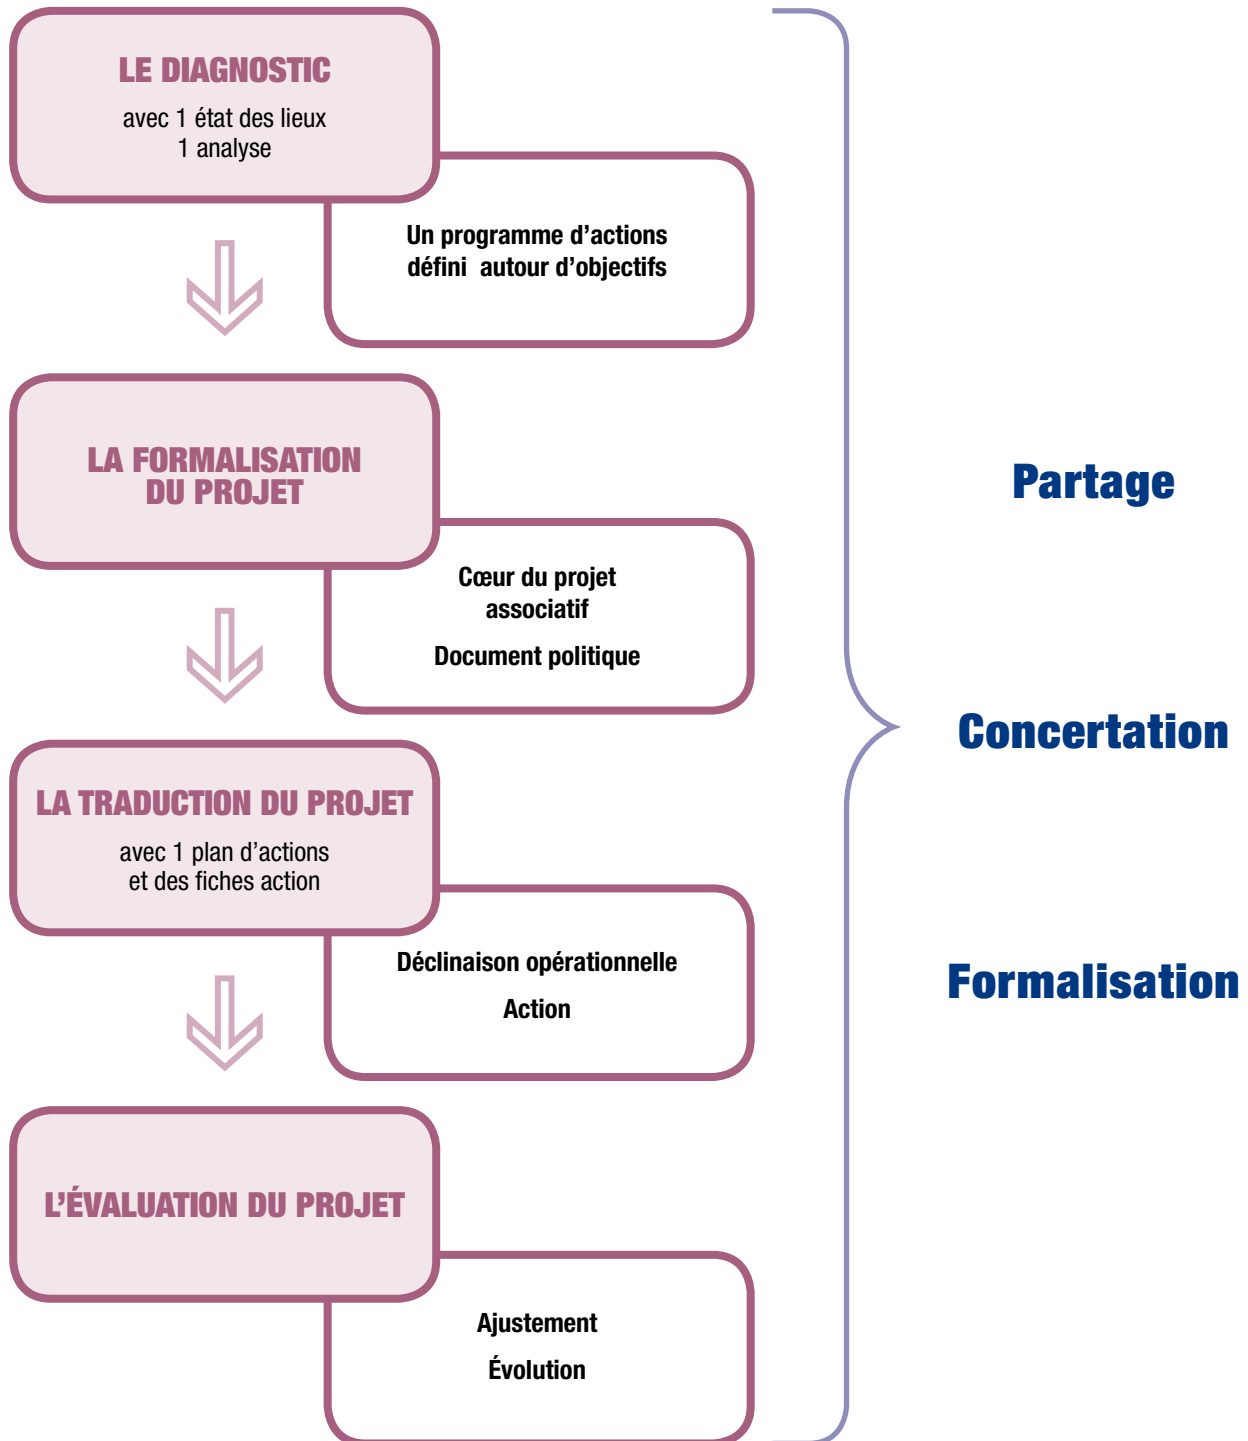 LE DIAGNOSTIC
avec 1 état des lieux
1 analyse
Un programme d’actions
défini  autour d’objectifs
LA FORMALISATION
DU PROJET
Cœur du projet
associatif
Document politique
LA TRADUCTION DU PROJET
avec 1 plan d’actions
et des fiches action
Déclinaison opérationnelle
Action
L’ÉVALUATION DU PROJET
Ajustement
Évolution
Partage
Concertation
Formalisation